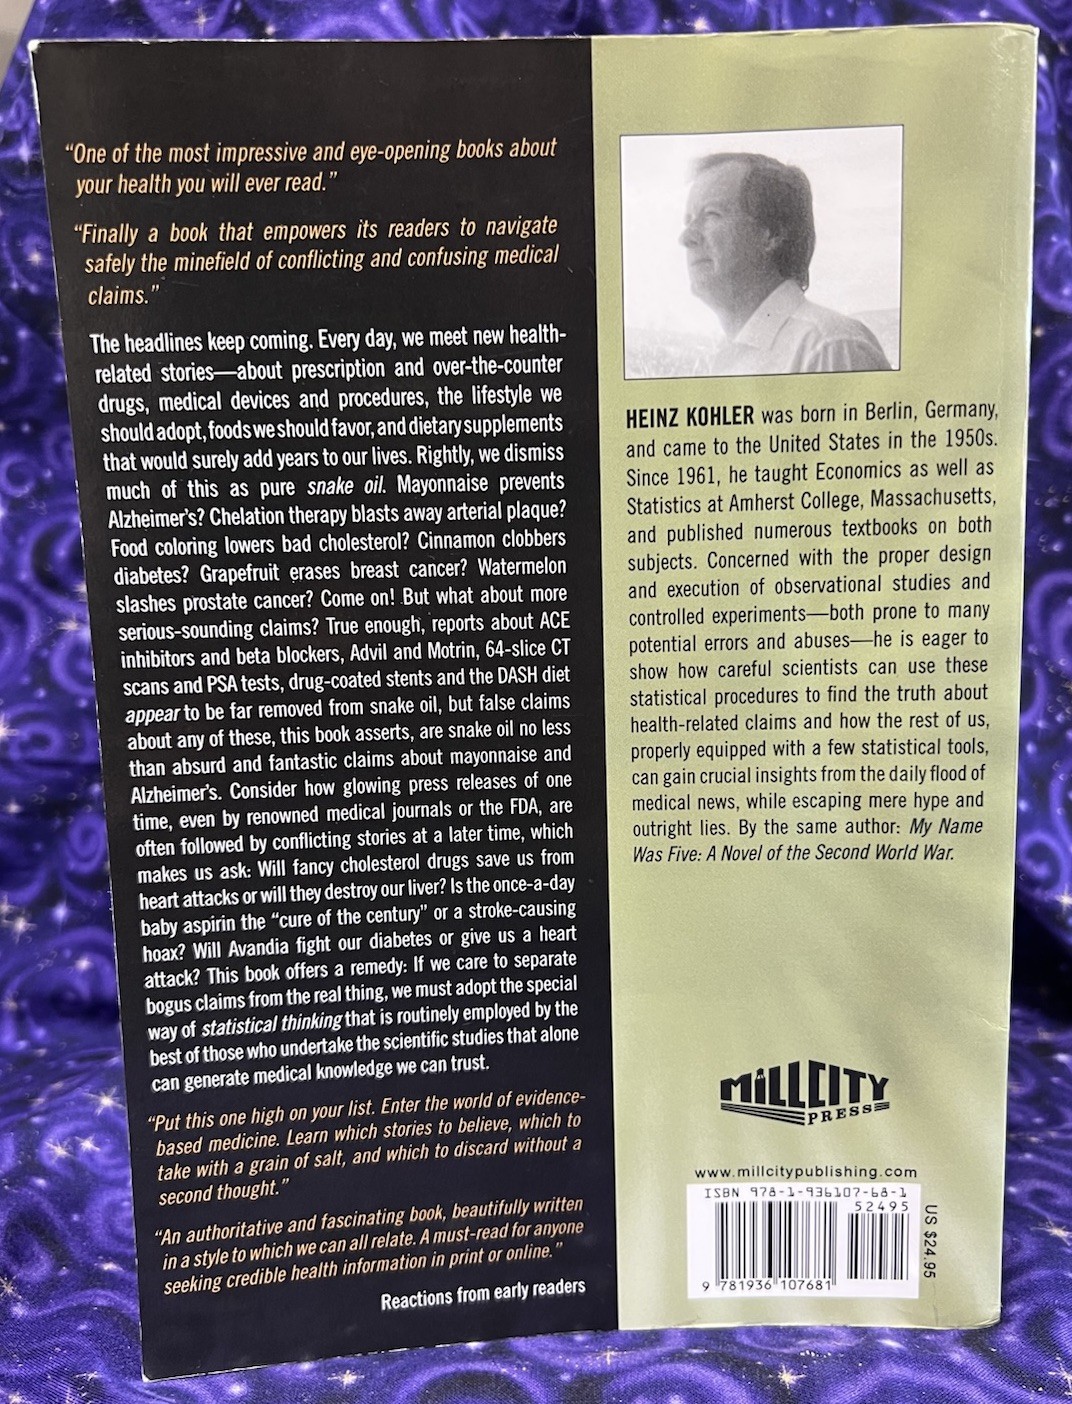 “One of the most impressive and eye-opening books about
your health you will ever read.”
“Finally a book that empowers its readers to navigate
safely the minefield of conflicting and confusing medical
claims.”
The headlines keep coming. Every day, we meet new health-
related stories—about prescription and over-the-counter
drugs, medical devices and procedures, the lifestyle we
should adopt, foods we should favor, and dietary supplements
that would surely add years to our lives. Rightly, we dismiss
much of this as pure snake oil. Mayonnaise prevents
Alzheimer’s? Chelation therapy blasts away arterial plaque?
Food coloring lowers bad cholesterol? Cinnamon clobbers
diabetes? Grapefruit erases breast cancer? Watermelon
slashes prostate cancer? Come on! But what about more
serious-sounding claims? True enough, reports about ACE
inhibitors and beta blockers, Advil and Motrin, 64-slice CT
scans and PSA tests, drug-coated stents and the DASH diet
appear to be far removed from snake oil, but false claims
about any of these, this book asserts, are snake oil no less
than absurd and fantastic claims about mayonnaise and
Alzheimer’s. Consider how glowing press releases of one
time, even by renowned medical journals or the FDA, are
often followed by conflicting stories at a later time, which
makes us ask: Will fancy cholesterol drugs save us from
heart attacks or will they destroy our liver? Is the once-a-day
baby aspirin the “cure of the century” or a stroke-causing
hoax? Will Avandia fight our diabetes or give us a heart
attack? This book offers a remedy: If we care to separate
bogus claims from the real thing, we must adopt the special
way of statistical thinking that is routinely employed by the
best of those who undertake the scientific studies that alone
can generate medical knowledge we can trust.
“Put this one high on your list. Enter the world of evidence-
based medicine. Learn which stories to believe, which to
take with a grain of salt, and which to discard without a
second thought.”
“An authoritative and fascinating book, beautifully written
in a style to which we can all relate. A must-read for anyone
seeking credible health information in print or online.”
Reactions from early readers
HEINZ KOHLER was born in Berlin, Germany,
and came to the United States in the 1950s.
Since 1961, he taught Economics as well as
Statistics at Amherst College, Massachusetts,
and published numerous textbooks on both
subjects. Concerned with the proper design
and execution of observational studies and
controlled experiments—both prone to many
potential errors and abuses—he is eager to
show how careful scientists can use these
statistical procedures to find the truth about
health-related claims and how the rest of us,
properly equipped with a few statistical tools,
can gain crucial insights from the daily flood of
medical news, while escaping mere hype and
outright lies. By the same author: My Name
Was Five: A Novel of the Second World War.
MILLCITY
PRESS
www.millcitypublishing.com
ISBN 978-1-936107-68-1
52495
9 781936 107681
US $24.95